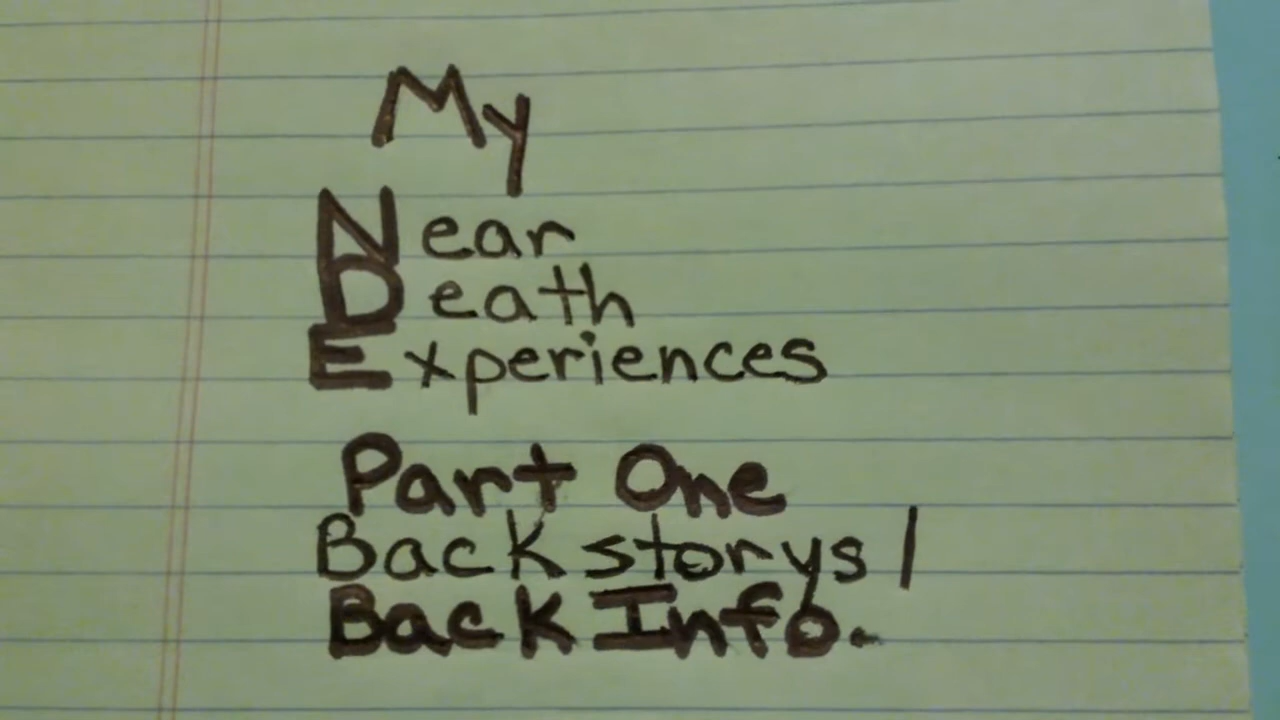 My
Near
Death
Experiences
Part One
Backstorys /
Back Info.